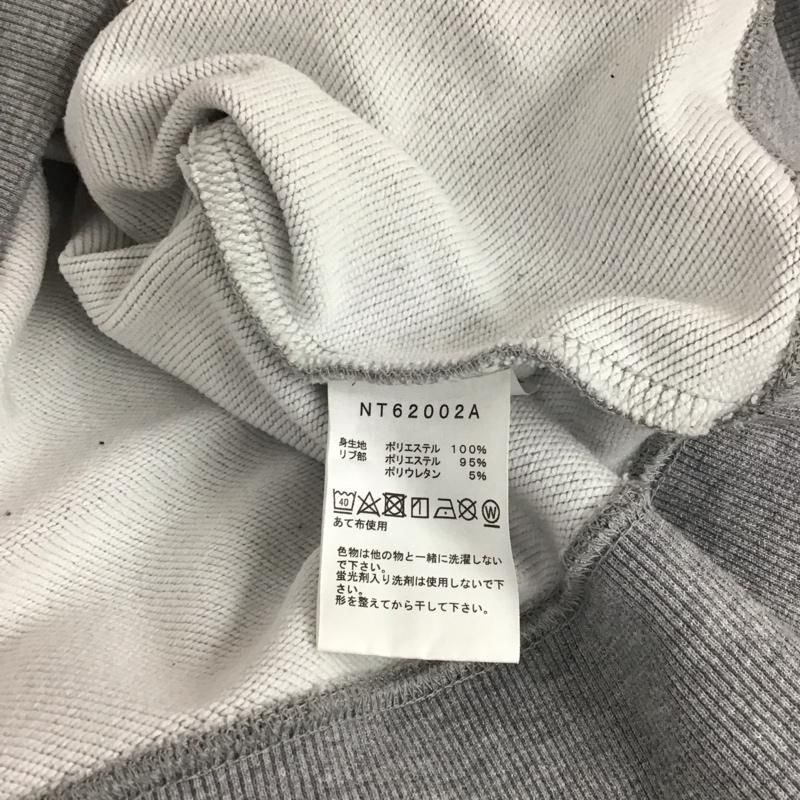 NT62002A
身生地 ポリエステル 100%
リブ部 ポリエステル 95%
ポリウレタン 5%
40 W
あて布使用
色物は他の物と一緒に洗濯しない
で下さい。
蛍光剤入り洗剤は使用しないで下
さい。
形を整えてから干して下さい。